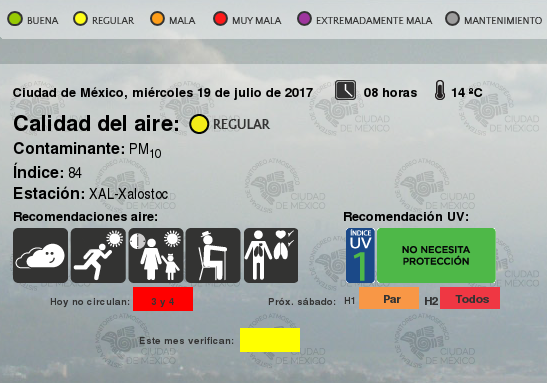 BUENA REGULAR MALA MUY MALA EXTREMADAMENTE MALA MANTENIMIENTO
Ciudad de México, miércoles 19 de julio de 2017 08 horas 14 ºC
Calidad del aire: REGULAR
Contaminante: PM10
Índice: 84
Estación: XAL-Xalostoc
Recomendaciones aire: Recomendación UV:
ÍNDICE UV 1 NO NECESITA PROTECCIÓN
Hoy no circulan: 3 y 4 Próx. sábado: H1 Par H2 Todos
Este mes verifican: